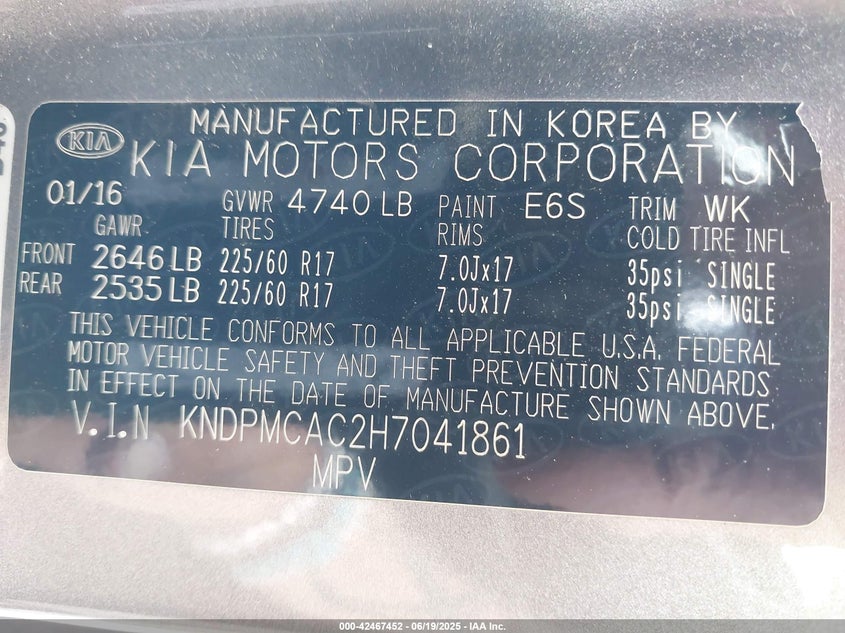 MANUFACTURED IN KOREA BY
KIA KIA MOTORS CORPORATION
01/16 GVWR 4740 LB PAINT E6S TRIM WK
GAWR TIRES RIMS COLD TIRE INFL
FRONT 2646 LB 225/60 R17 7.0Jx17 35psi SINGLE
REAR 2535 LB 225/60 R17 7.0Jx17 35psi SINGLE
THIS VEHICLE CONFORMS TO ALL APPLICABLE U.S.A. FEDERAL
MOTOR VEHICLE SAFETY AND THEFT PREVENTION STANDARDS
IN EFFECT ON THE DATE OF MANUFACTURE SHOWN ABOVE.
V.I.N KNDPMCAC2H7041861
MPV
000-42467452 - 06/19/2025 - IAA Inc.